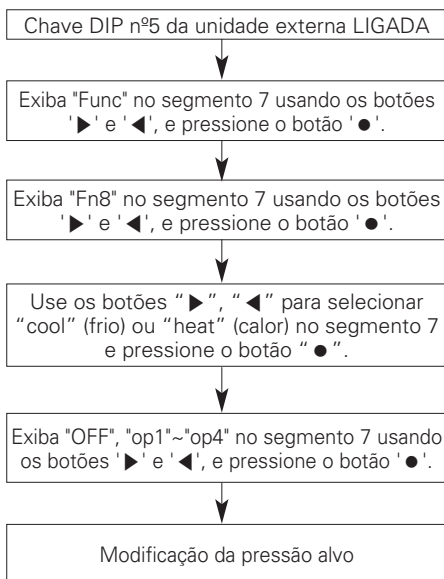 Chave DIP nº5 da unidade externa LIGADA
Exiba "Func" no segmento 7 usando os botões
'▶' e '◀', e pressione o botão '●'.
Exiba "Fn8" no segmento 7 usando os botões
'▶' e '◀', e pressione o botão '●'.
Use os botões “▶”, “◀” para selecionar
“cool” (frio) ou “heat” (calor) no segmento 7
e pressione o botão “●”.
Exiba "OFF", "op1"~"op4" no segmento 7 usando
os botões '▶' e '◀', e pressione o botão '●'.
Modificação da pressão alvo